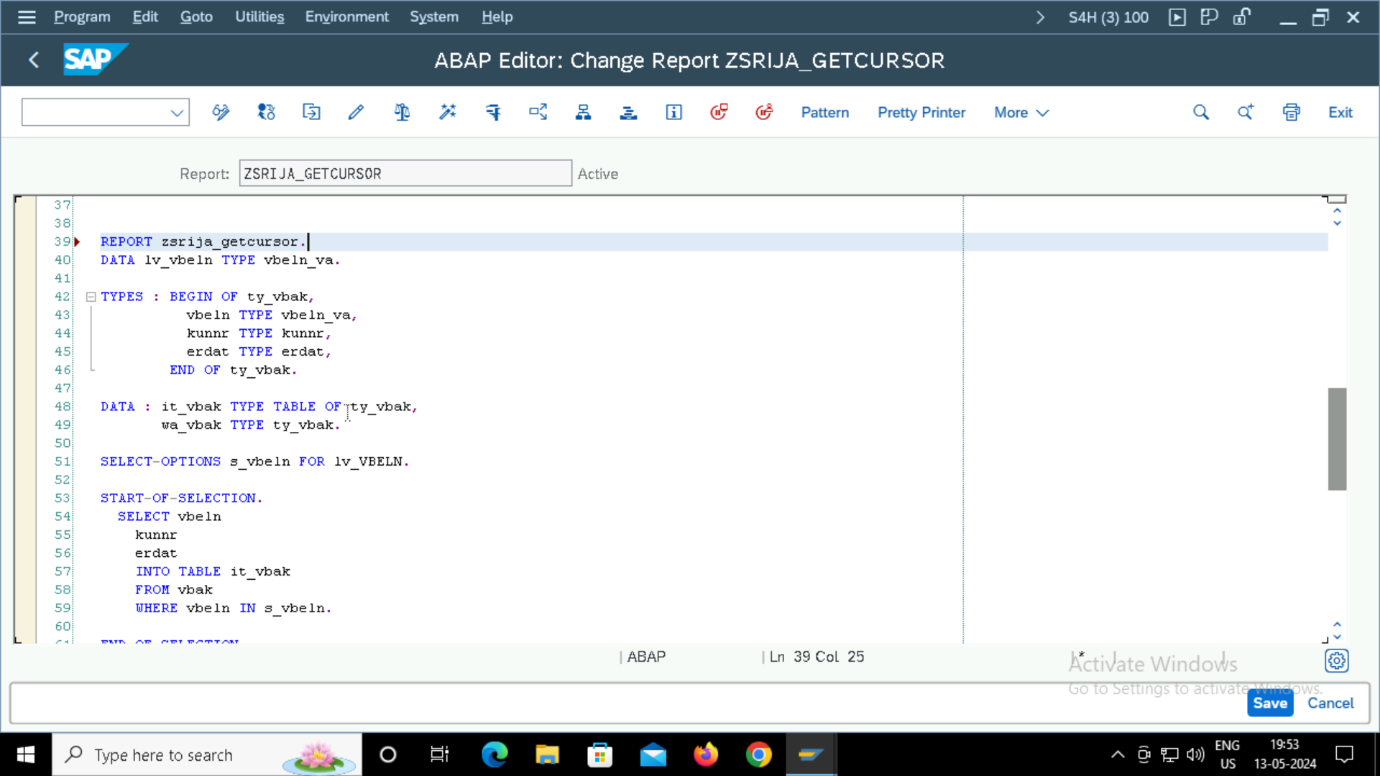 Program Edit Goto Utilities Environment System Help S4H (3) 100
SAP ABAP Editor: Change Report ZSRIJA_GETCURSOR
Pattern Pretty Printer More Exit
Report: ZSRIJA_GETCURSOR Active
37
38
39 REPORT zsrija_getcursor.
40 DATA lv_vbeln TYPE vbeln_va.
41
42 TYPES : BEGIN OF ty_vbak,
43 vbeln TYPE vbeln_va,
44 kunnr TYPE kunnr,
45 erdat TYPE erdat,
46 END OF ty_vbak.
47
48 DATA : it_vbak TYPE TABLE OF ty_vbak,
49 wa_vbak TYPE ty_vbak.
50
51 SELECT-OPTIONS s_vbeln FOR lv_VBELN.
52
53 START-OF-SELECTION.
54 SELECT vbeln
55 kunnr
56 erdat
57 INTO TABLE it_vbak
58 FROM vbak
59 WHERE vbeln IN s_vbeln.
60
61 END-OF-SELECTION
ABAP Ln 39 Col 25 *
Activate Windows
Go to Settings to activate Windows.
Save Cancel
Type here to search ENG US 19:53 13-05-2024